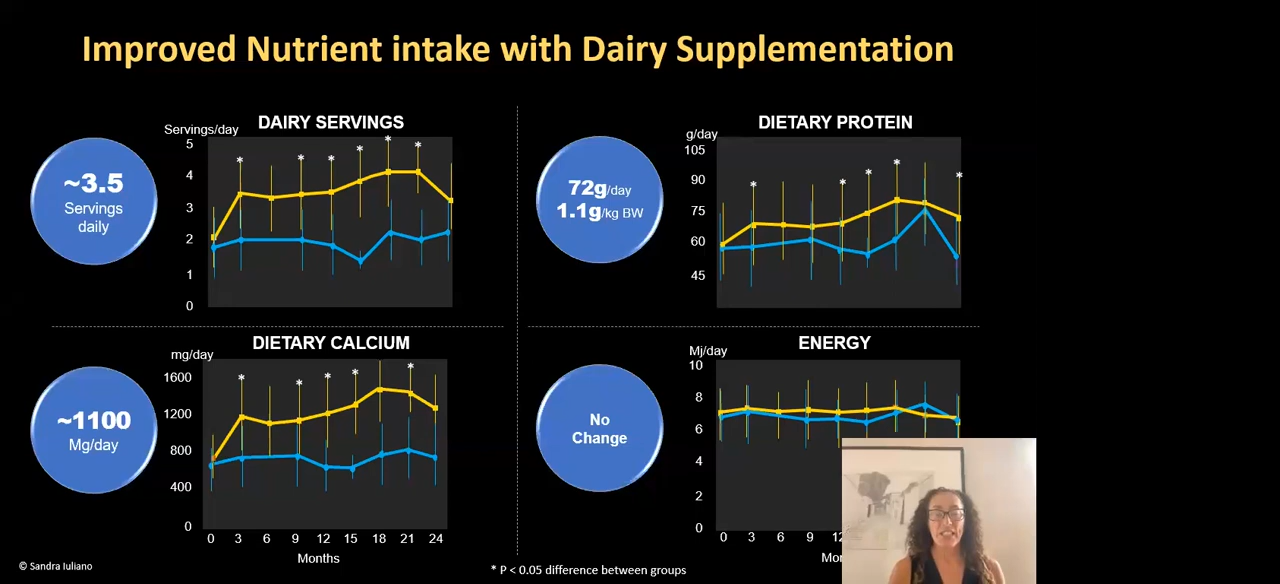 Improved Nutrient intake with Dairy Supplementation
~3.5
Servings
daily
Servings/day
DAIRY SERVINGS
5
4
3
2
1
0
* * * * * *
72g/day
1.1g/kg BW
g/day
DIETARY PROTEIN
105
90
75
60
45
* * * * *
~1100
Mg/day
mg/day
DIETARY CALCIUM
1600
1200
800
400
0
* * * * *
0 3 6 9 12 15 18 21 24
Months
No
Change
Mj/day
ENERGY
10
8
6
4
2
0
0 3 6 9
© Sandra Iuliano
* P < 0.05 difference between groups